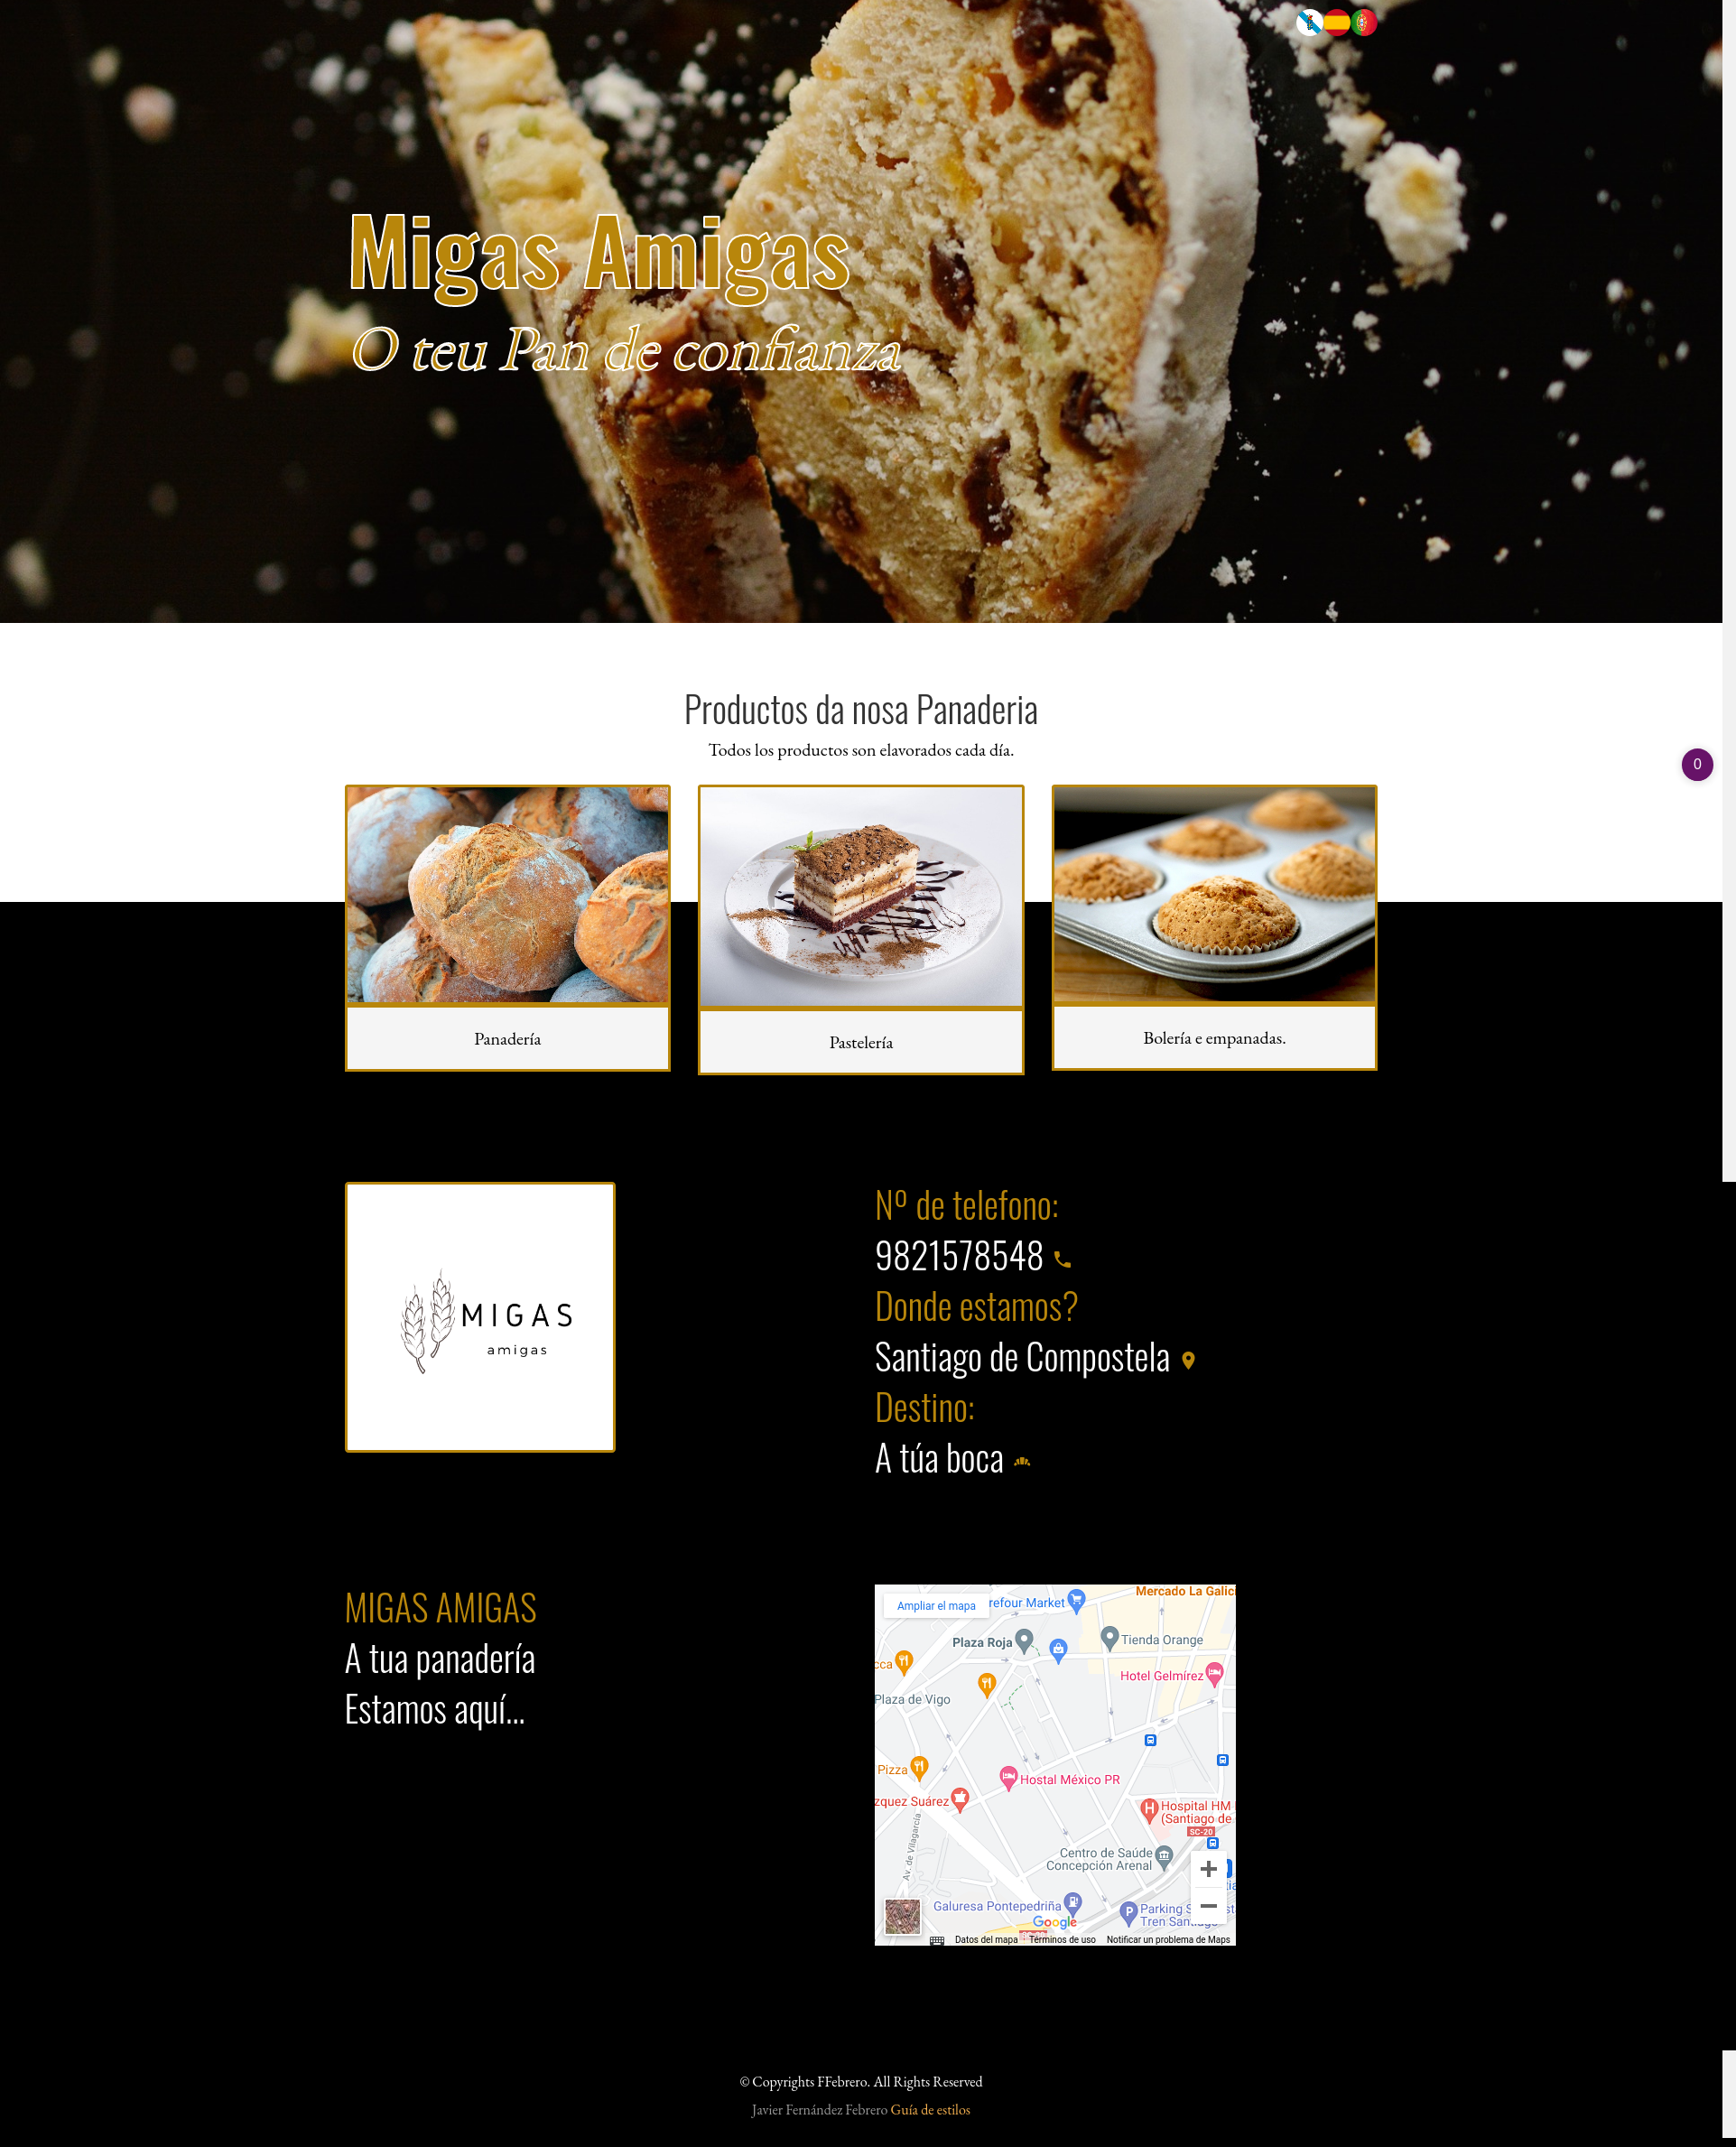 Migas Amigas
O teu Pan de confianza
Productos da nosa Panaderia
Todos los productos son elavorados cada día.
0
Panadería
Pastelería
Bolería e empanadas.
MIGAS
amigas
Nº de telefono:
9821578548
Donde estamos?
Santiago de Compostela
Destino:
A túa boca
MIGAS AMIGAS
A tua panadería
Estamos aquí...
Mercado La Galici
Ampliar el mapa
refour Market
Plaza Roja
Tienda Orange
cca
Hotel Gelmírez
Plaza de Vigo
Pizza
Hostal México PR
zquez Suárez
Hospital HM
(Santiago de
SC-20
Av. de Vilagarcía
Centro de Saúde
Concepción Arenal
Galuresa Pontepedriña
Parking
Tren Santiago
Google
Datos del mapa
Términos de uso
Notificar un problema de Maps
© Copyrights FFebrero. All Rights Reserved
Javier Fernández Febrero Guía de estilos